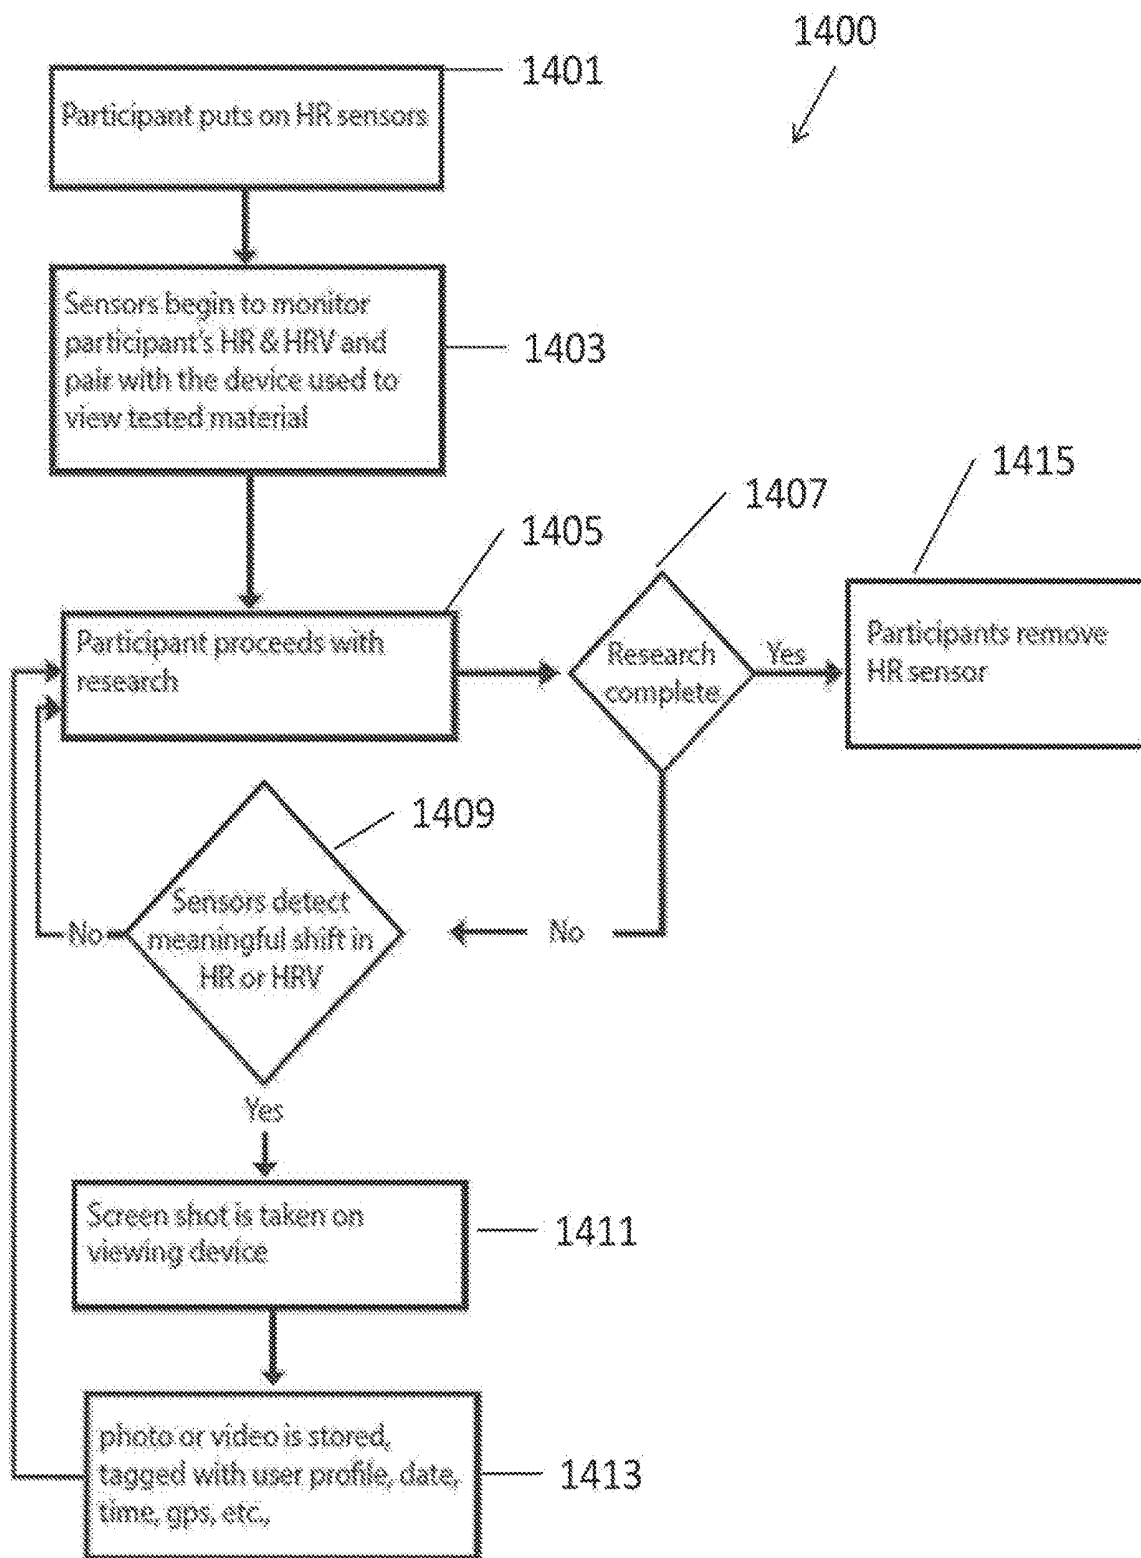 1400
1401
Participant puts on HR sensors
Sensors begin to monitor
participant's HR & HRV and
pair with the device used to
view tested material
1403
1405
Participant proceeds with
research
1407
Research
complete
Yes
1415
Participants remove
HR sensor
No
1409
Sensors detect
meaningful shift in
HR or HRV
No
Yes
Screen shot is taken on
viewing device
1411
photo or video is stored,
tagged with user profile, date,
time, gps, etc.,
1413